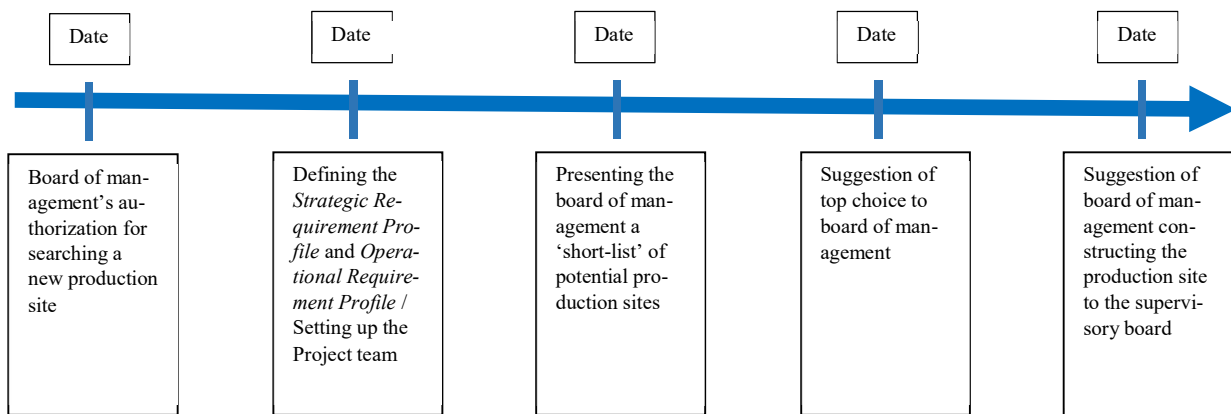 Date
Date
Date
Date
Date
Board of man-
agement's au-
thorization for
searching a
new production
site
Defining the
Strategic Re-
quirement Pro-
file and Opera-
tional Require-
ment Profile /
Setting up the
Project team
Presenting the
board of man-
agement a
‘short-list’ of
potential pro-
duction sites
Suggestion of
top choice to
board of man-
agement
Suggestion of
board of man-
agement con-
structing the
production site
to the supervi-
sory board